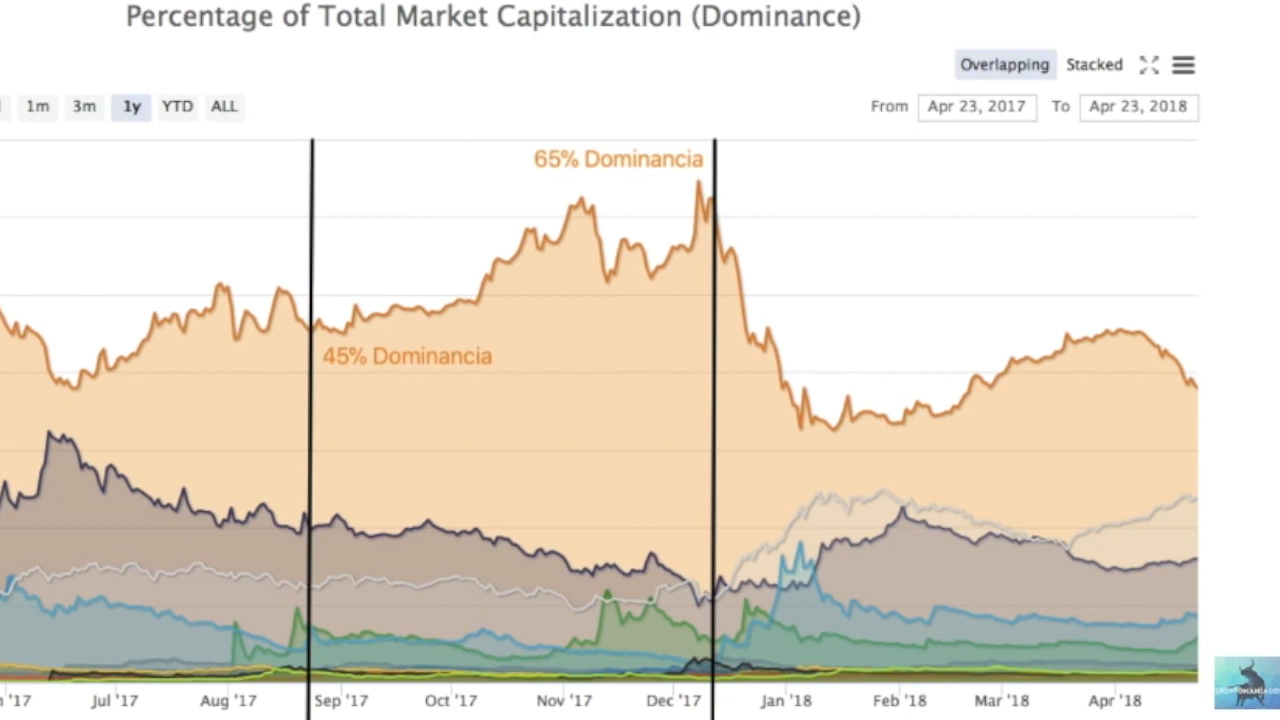 Percentage of Total Market Capitalization (Dominance)
Overlapping Stacked
1m 3m 1y YTD ALL From Apr 23, 2017 To Apr 23, 2018
65% Dominancia
45% Dominancia
'17 Jul '17 Aug '17 Sep '17 Oct '17 Nov '17 Dec '17 Jan '18 Feb '18 Mar '18 Apr '18